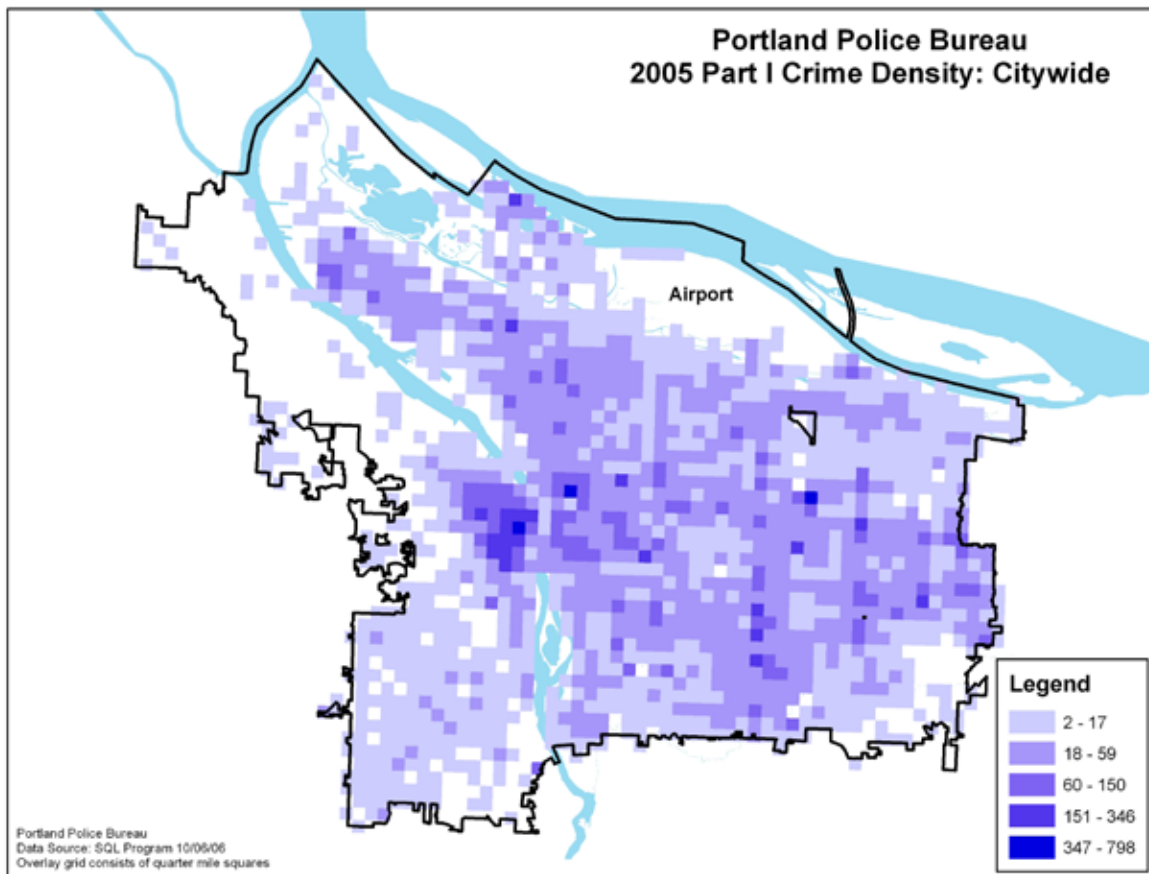 Portland Police Bureau
2005 Part I Crime Density: Citywide
Airport
Legend
2 - 17
18 - 59
60 - 150
151 - 346
347 - 798
Portland Police Bureau
Data Source: SQL Program 10/06/06
Overlay grid consists of quarter mile squares